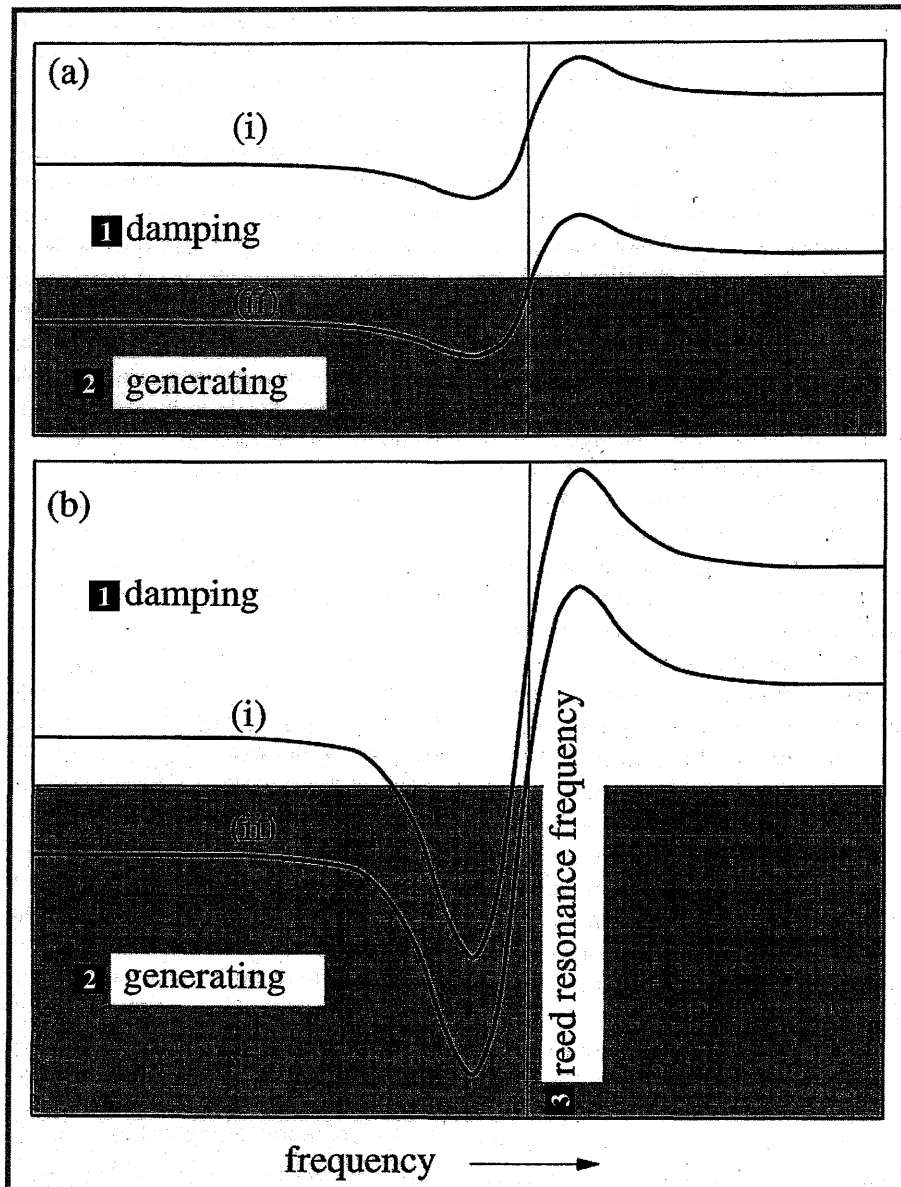 (a)
(i)
1 damping
(ii)
2 generating
(b)
1 damping
(i)
(ii)
2 generating
3 reed resonance frequency
frequency